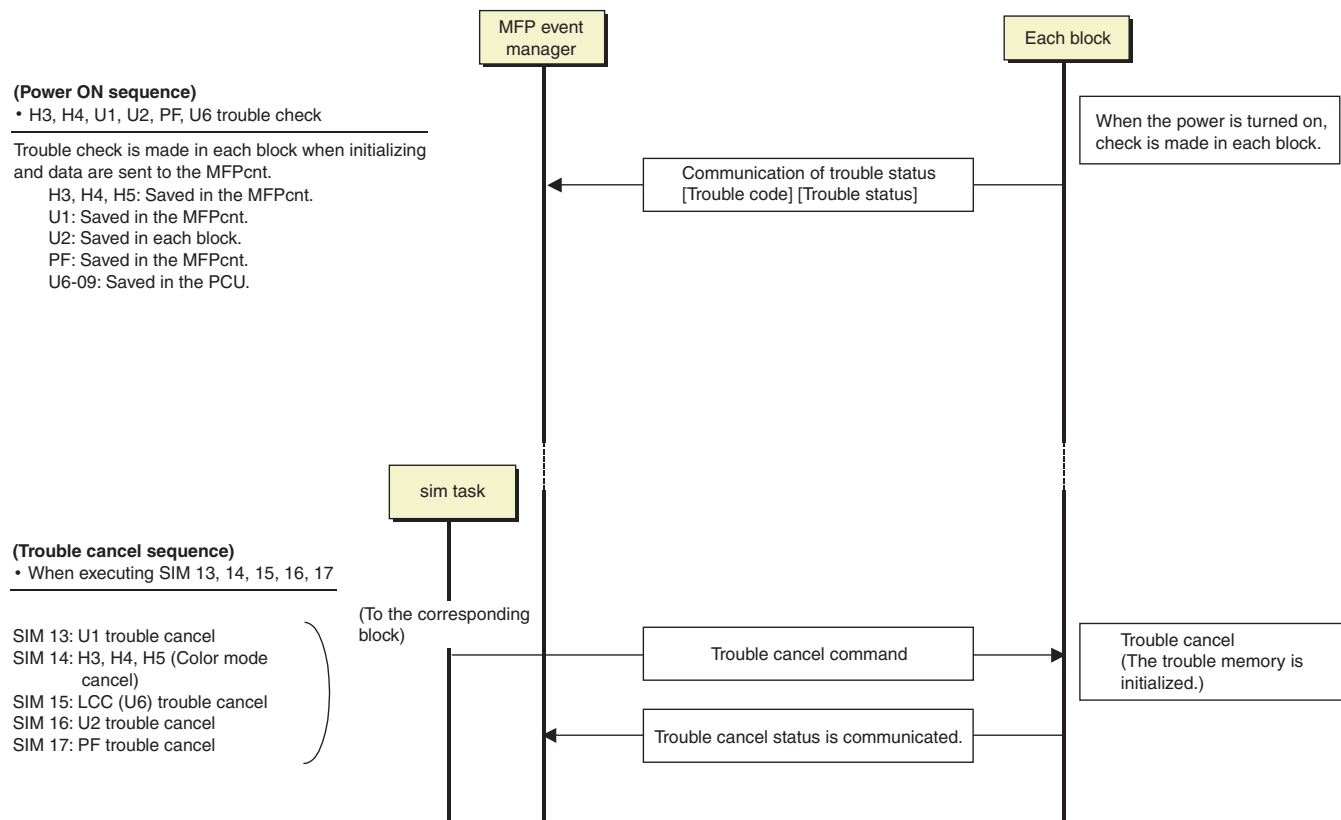 MFP event
manager
Each block
(Power ON sequence)
• H3, H4, U1, U2, PF, U6 trouble check
Trouble check is made in each block when initializing
and data are sent to the MFPcnt.
H3, H4, H5: Saved in the MFPcnt.
U1: Saved in the MFPcnt.
U2: Saved in each block.
PF: Saved in the MFPcnt.
U6-09: Saved in the PCU.
Communication of trouble status
[Trouble code] [Trouble status]
When the power is turned on,
check is made in each block.
sim task
(Trouble cancel sequence)
• When executing SIM 13, 14, 15, 16, 17
SIM 13: U1 trouble cancel
SIM 14: H3, H4, H5 (Color mode
cancel)
SIM 15: LCC (U6) trouble cancel
SIM 16: U2 trouble cancel
SIM 17: PF trouble cancel
(To the corresponding
block)
Trouble cancel command
Trouble cancel
(The trouble memory is
initialized.)
Trouble cancel status is communicated.